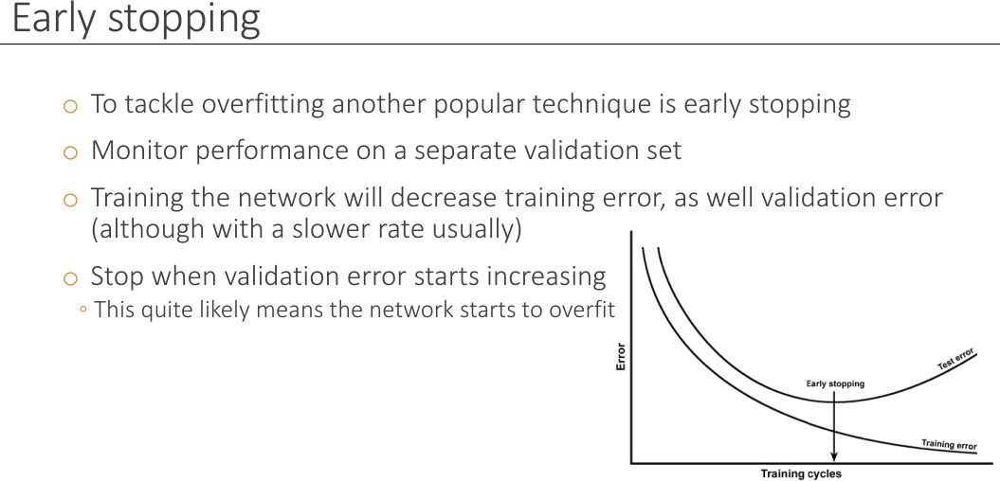 Early stopping
To tackle overfitting another popular technique is early stopping
Monitor performance on a separate validation set
Training the network will decrease training error, as well validation error
(although with a slower rate usually)
Stop when validation error starts increasing
This quite likely means the network starts to overfit
Error
Test error
Early stopping
Training error
Training cycles